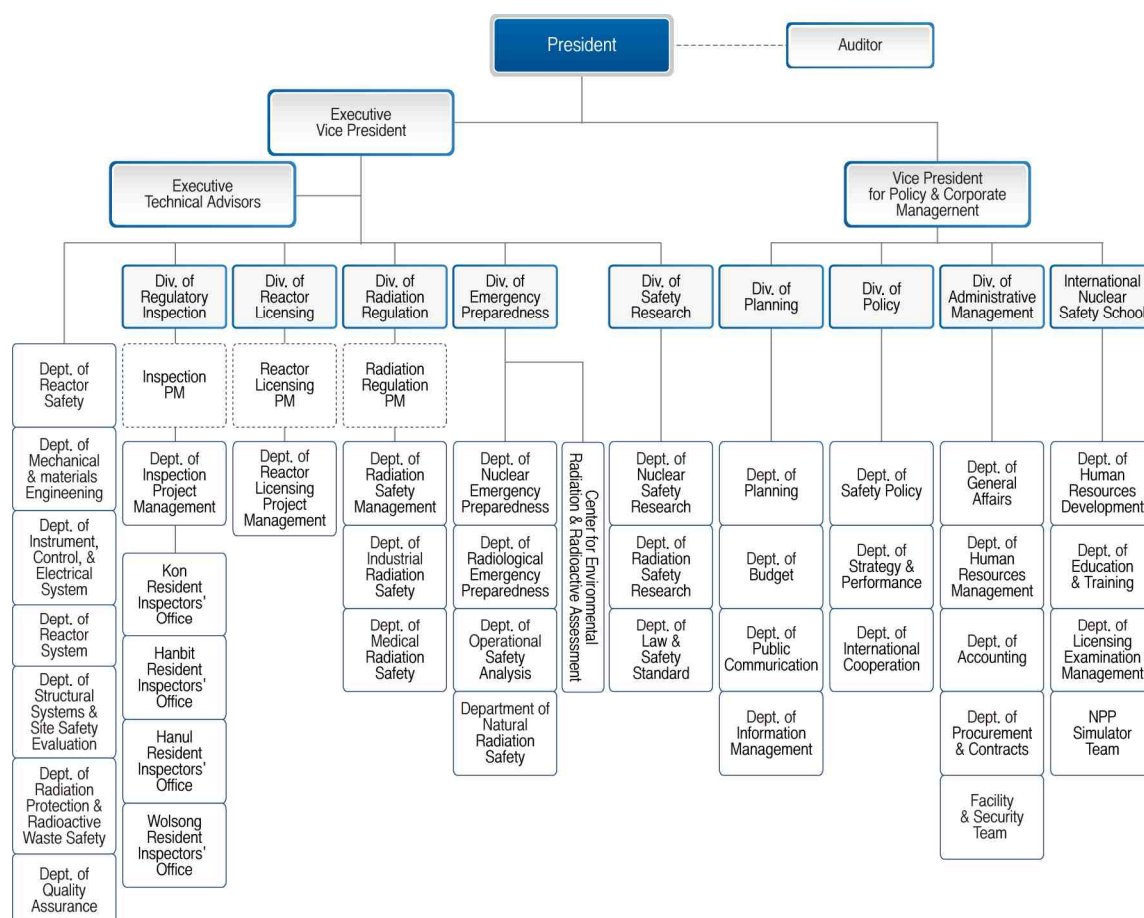 President
Auditor
Executive
Vice President
Executive
Technical Advisors
Vice President
for Policy & Corporate
Management
Div. of
Regulatory
Inspection
Div. of
Reactor
Licensing
Div. of
Radiation
Regulation
Div. of
Emergency
Preparedness
Div. of
Safety
Research
Div. of
Planning
Div. of
Policy
Div. of
Administrative
Management
International
Nuclear
Safety School
Dept. of
Reactor
Safety
Dept. of
Mechanical
& materials
Engineening
Dept. of
Instrument,
Control, &
Electrical
System
Dept. of
Reactor
System
Dept. of
Structural
Systems &
Site Safety
Evaluation
Dept. of
Radiation
Protection &
Radioactive
Waste Safety
Dept. of
Quality
Assurance
Inspection
PM
Dept. of
Inspection
Project
Management
Kon
Resident
Inspectors'
Office
Hanbit
Resident
Inspectors'
Office
Hanul
Resident
Inspectors'
Office
Wolsong
Resident
Inspectors'
Office
Reactor
Licensing
PM
Dept. of
Reactor
Licensing
Project
Management
Radiation
Regulation
PM
Dept. of
Radiation
Safety
Management
Dept. of
Industrial
Radiation
Safety
Dept. of
Medical
Radiation
Safety
Dept. of
Nuclear
Emergency
Preparedness
Dept. of
Radiological
Emergency
Preparedness
Dept. of
Operational
Safety
Analysis
Department of
Natural
Radiation
Safety
Center for Environmental
Radiation & Radioactive Assessment
Dept. of
Nuclear
Safety
Research
Dept. of
Radiation
Safety
Research
Dept. of
Law &
Safety
Standard
Dept. of
Planning
Dept. of
Budget
Dept. of
Public
Commurication
Dept. of
Information
Management
Dept. of
Safety Policy
Dept. of
Strategy &
Performance
Dept. of
International
Cooperation
Dept. of
General
Affairs
Dept. of
Human
Resources
Management
Dept. of
Accounting
Dept. of
Procurement
& Contracts
Facility
& Security
Team
Dept. of
Human
Resources
Development
Dept. of
Education
& Training
Dept. of
Licensing
Examination
Management
NPP
Simulator
Team